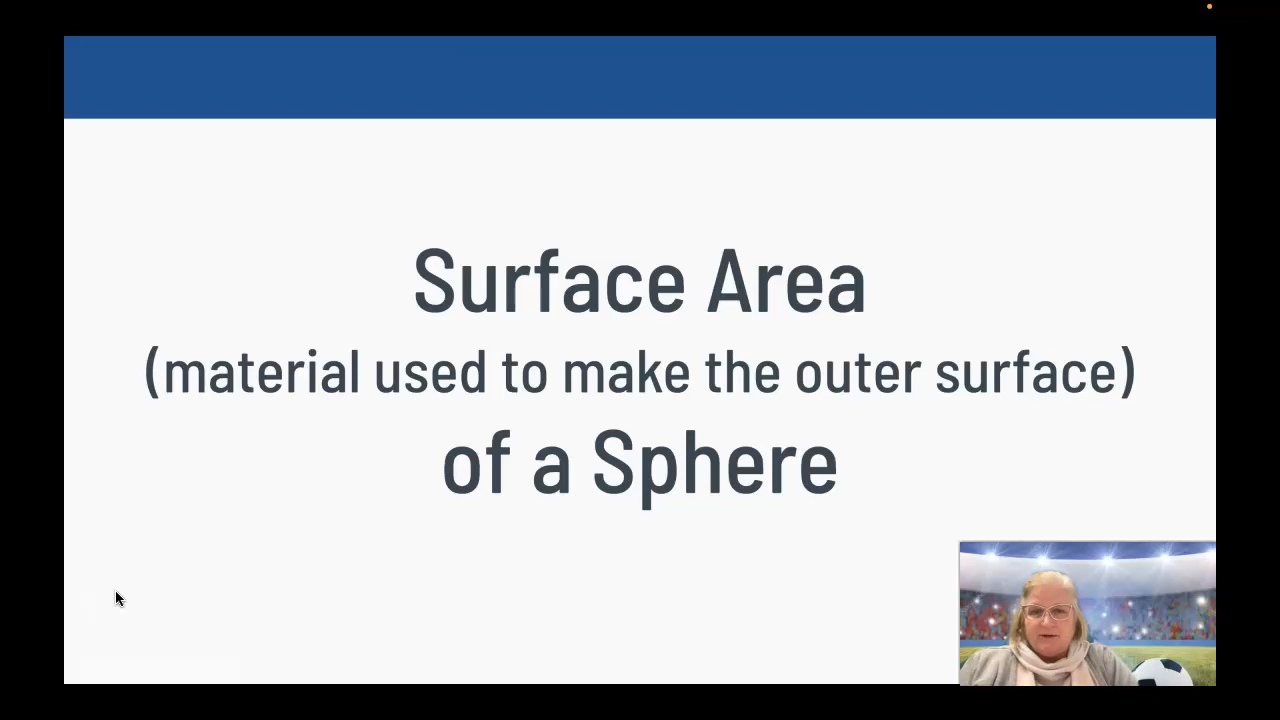 Surface Area
(material used to make the outer surface)
of a Sphere